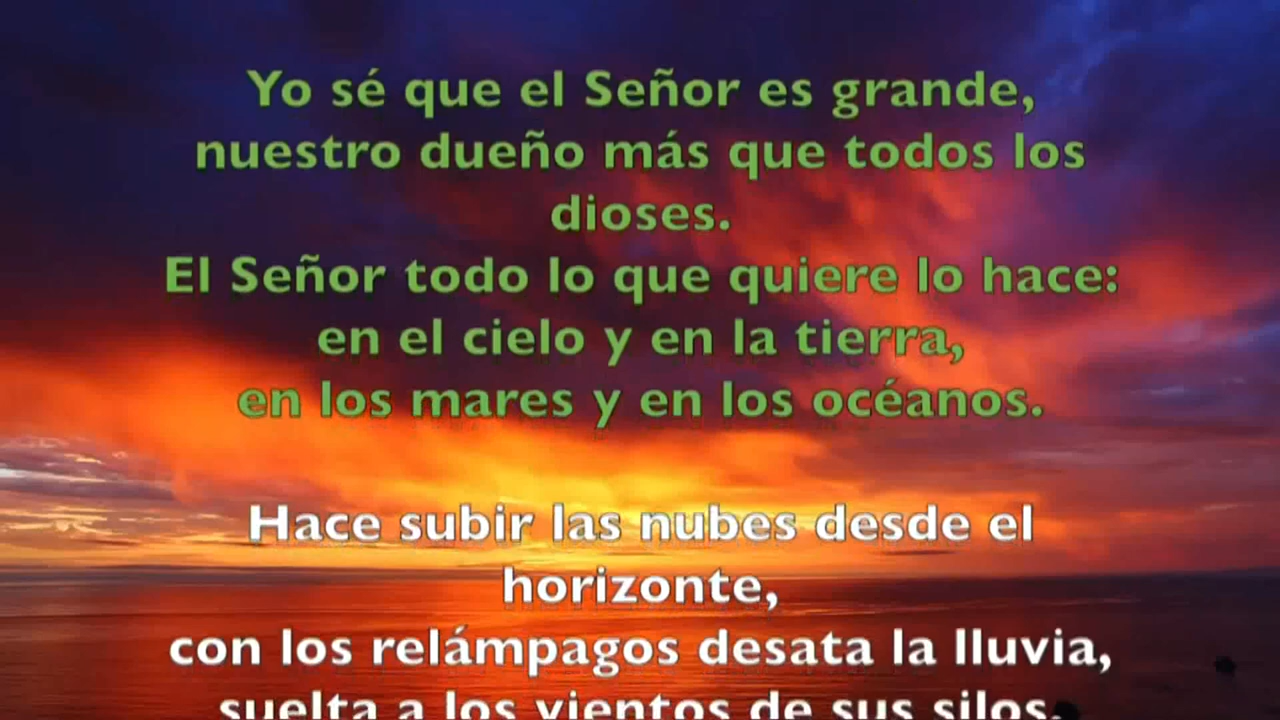 Yo sé que el Señor es grande,
nuestro dueño más que todos los
dioses.
El Señor todo lo que quiere lo hace:
en el cielo y en la tierra,
en los mares y en los océanos.
Hace subir las nubes desde el
horizonte,
con los relámpagos desata la lluvia,
suelta a los vientos de sus silos.